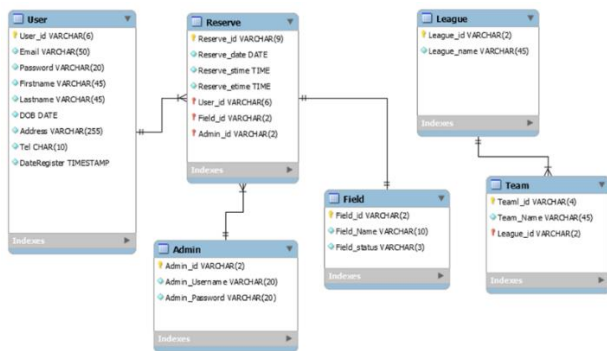 User
User_id VARCHAR(6)
Email VARCHAR(50)
Password VARCHAR(20)
Firstname VARCHAR(45)
Lastname VARCHAR(45)
DOB DATE
Address VARCHAR(255)
Tel CHAR(10)
DateRegister TIMESTAMP
Indexes
Reserve
Reserve_id VARCHAR(9)
Reserve_date DATE
Reserve_stime TIME
Reserve_etime TIME
User_id VARCHAR(6)
Field_id VARCHAR(2)
Admin_id VARCHAR(2)
Indexes
League
League_id VARCHAR(2)
League_name VARCHAR(45)
Indexes
Admin
Admin_id VARCHAR(2)
Admin_Username VARCHAR(20)
Admin_Password VARCHAR(20)
Indexes
Field
Field_id VARCHAR(2)
Field_Name VARCHAR(10)
Field_status VARCHAR(3)
Indexes
Team
Teaml_id VARCHAR(4)
Team_Name VARCHAR(45)
League_id VARCHAR(2)
Indexes